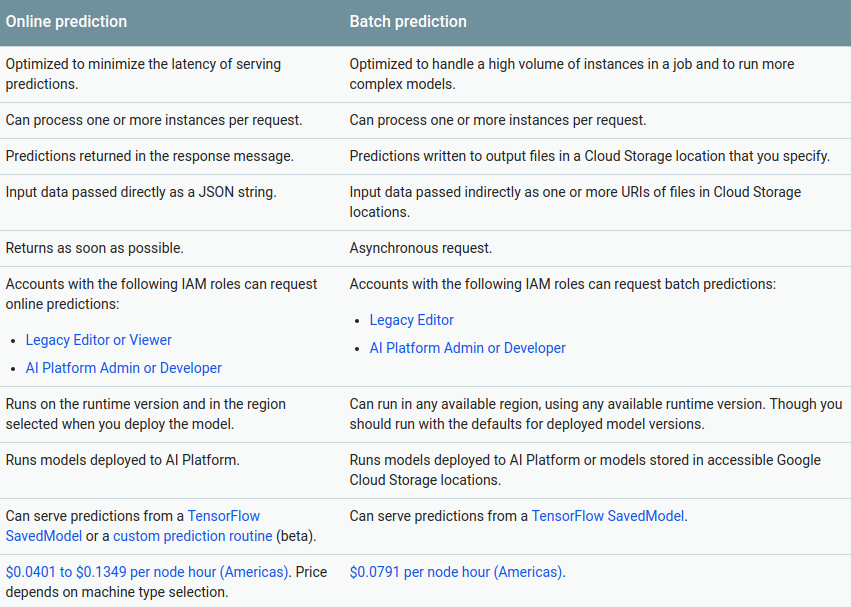 Online prediction
Batch prediction
Optimized to minimize the latency of serving
predictions.
Optimized to handle a high volume of instances in a job and to run more
complex models.
Can process one or more instances per request.
Can process one or more instances per request.
Predictions returned in the response message.
Predictions written to output files in a Cloud Storage location that you specify.
Input data passed directly as a JSON string.
Input data passed indirectly as one or more URIs of files in Cloud Storage
locations.
Returns as soon as possible.
Asynchronous request.
Accounts with the following IAM roles can request
online predictions:
• Legacy Editor or Viewer
• AI Platform Admin or Developer
Accounts with the following IAM roles can request batch predictions:
• Legacy Editor
• AI Platform Admin or Developer
Runs on the runtime version and in the region
selected when you deploy the model.
Can run in any available region, using any available runtime version. Though you
should run with the defaults for deployed model versions.
Runs models deployed to AI Platform.
Runs models deployed to AI Platform or models stored in accessible Google
Cloud Storage locations.
Can serve predictions from a TensorFlow
SavedModel or a custom prediction routine (beta).
Can serve predictions from a TensorFlow SavedModel.
$0.0401 to $0.1349 per node hour (Americas). Price
depends on machine type selection.
$0.0791 per node hour (Americas).